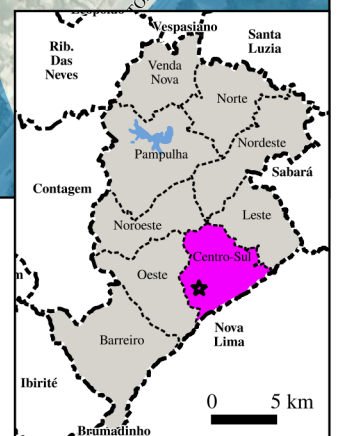 Vespasiano
Rib.
Das
Neves
Santa
Luzia
Venda
Nova
Norte
Nordeste
Pampulha
Sabará
Contagem
Leste
Noroeste
Centro-Sul
Oeste
Nova
Lima
Barreiro
Ibirité
0 5 km
Brumadinho